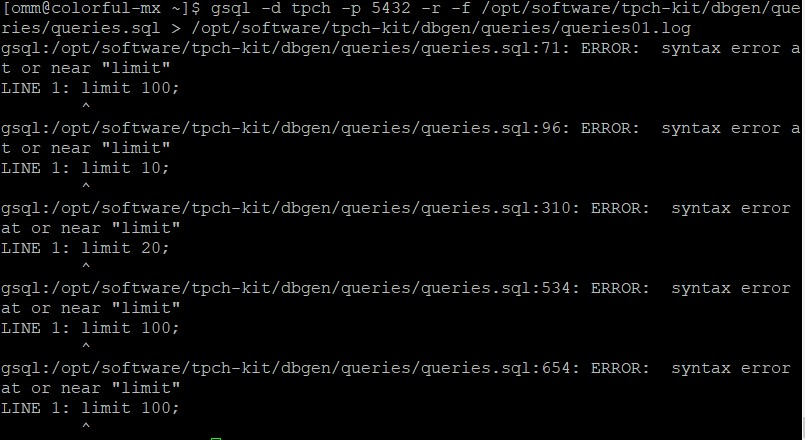 [omm@colorful-mx ~]$ gsql -d tpch -p 5432 -r -f /opt/software/tpch-kit/dbgen/que
ries/queries.sql > /opt/software/tpch-kit/dbgen/queries/queries01.log
gsql:/opt/software/tpch-kit/dbgen/queries/queries.sql:71: ERROR:  syntax error a
t or near "limit"
LINE 1: limit 100;
        ^
gsql:/opt/software/tpch-kit/dbgen/queries/queries.sql:96: ERROR:  syntax error a
t or near "limit"
LINE 1: limit 10;
        ^
gsql:/opt/software/tpch-kit/dbgen/queries/queries.sql:310: ERROR:  syntax error
at or near "limit"
LINE 1: limit 20;
        ^
gsql:/opt/software/tpch-kit/dbgen/queries/queries.sql:534: ERROR:  syntax error
at or near "limit"
LINE 1: limit 100;
        ^
gsql:/opt/software/tpch-kit/dbgen/queries/queries.sql:654: ERROR:  syntax error
at or near "limit"
LINE 1: limit 100;
        ^